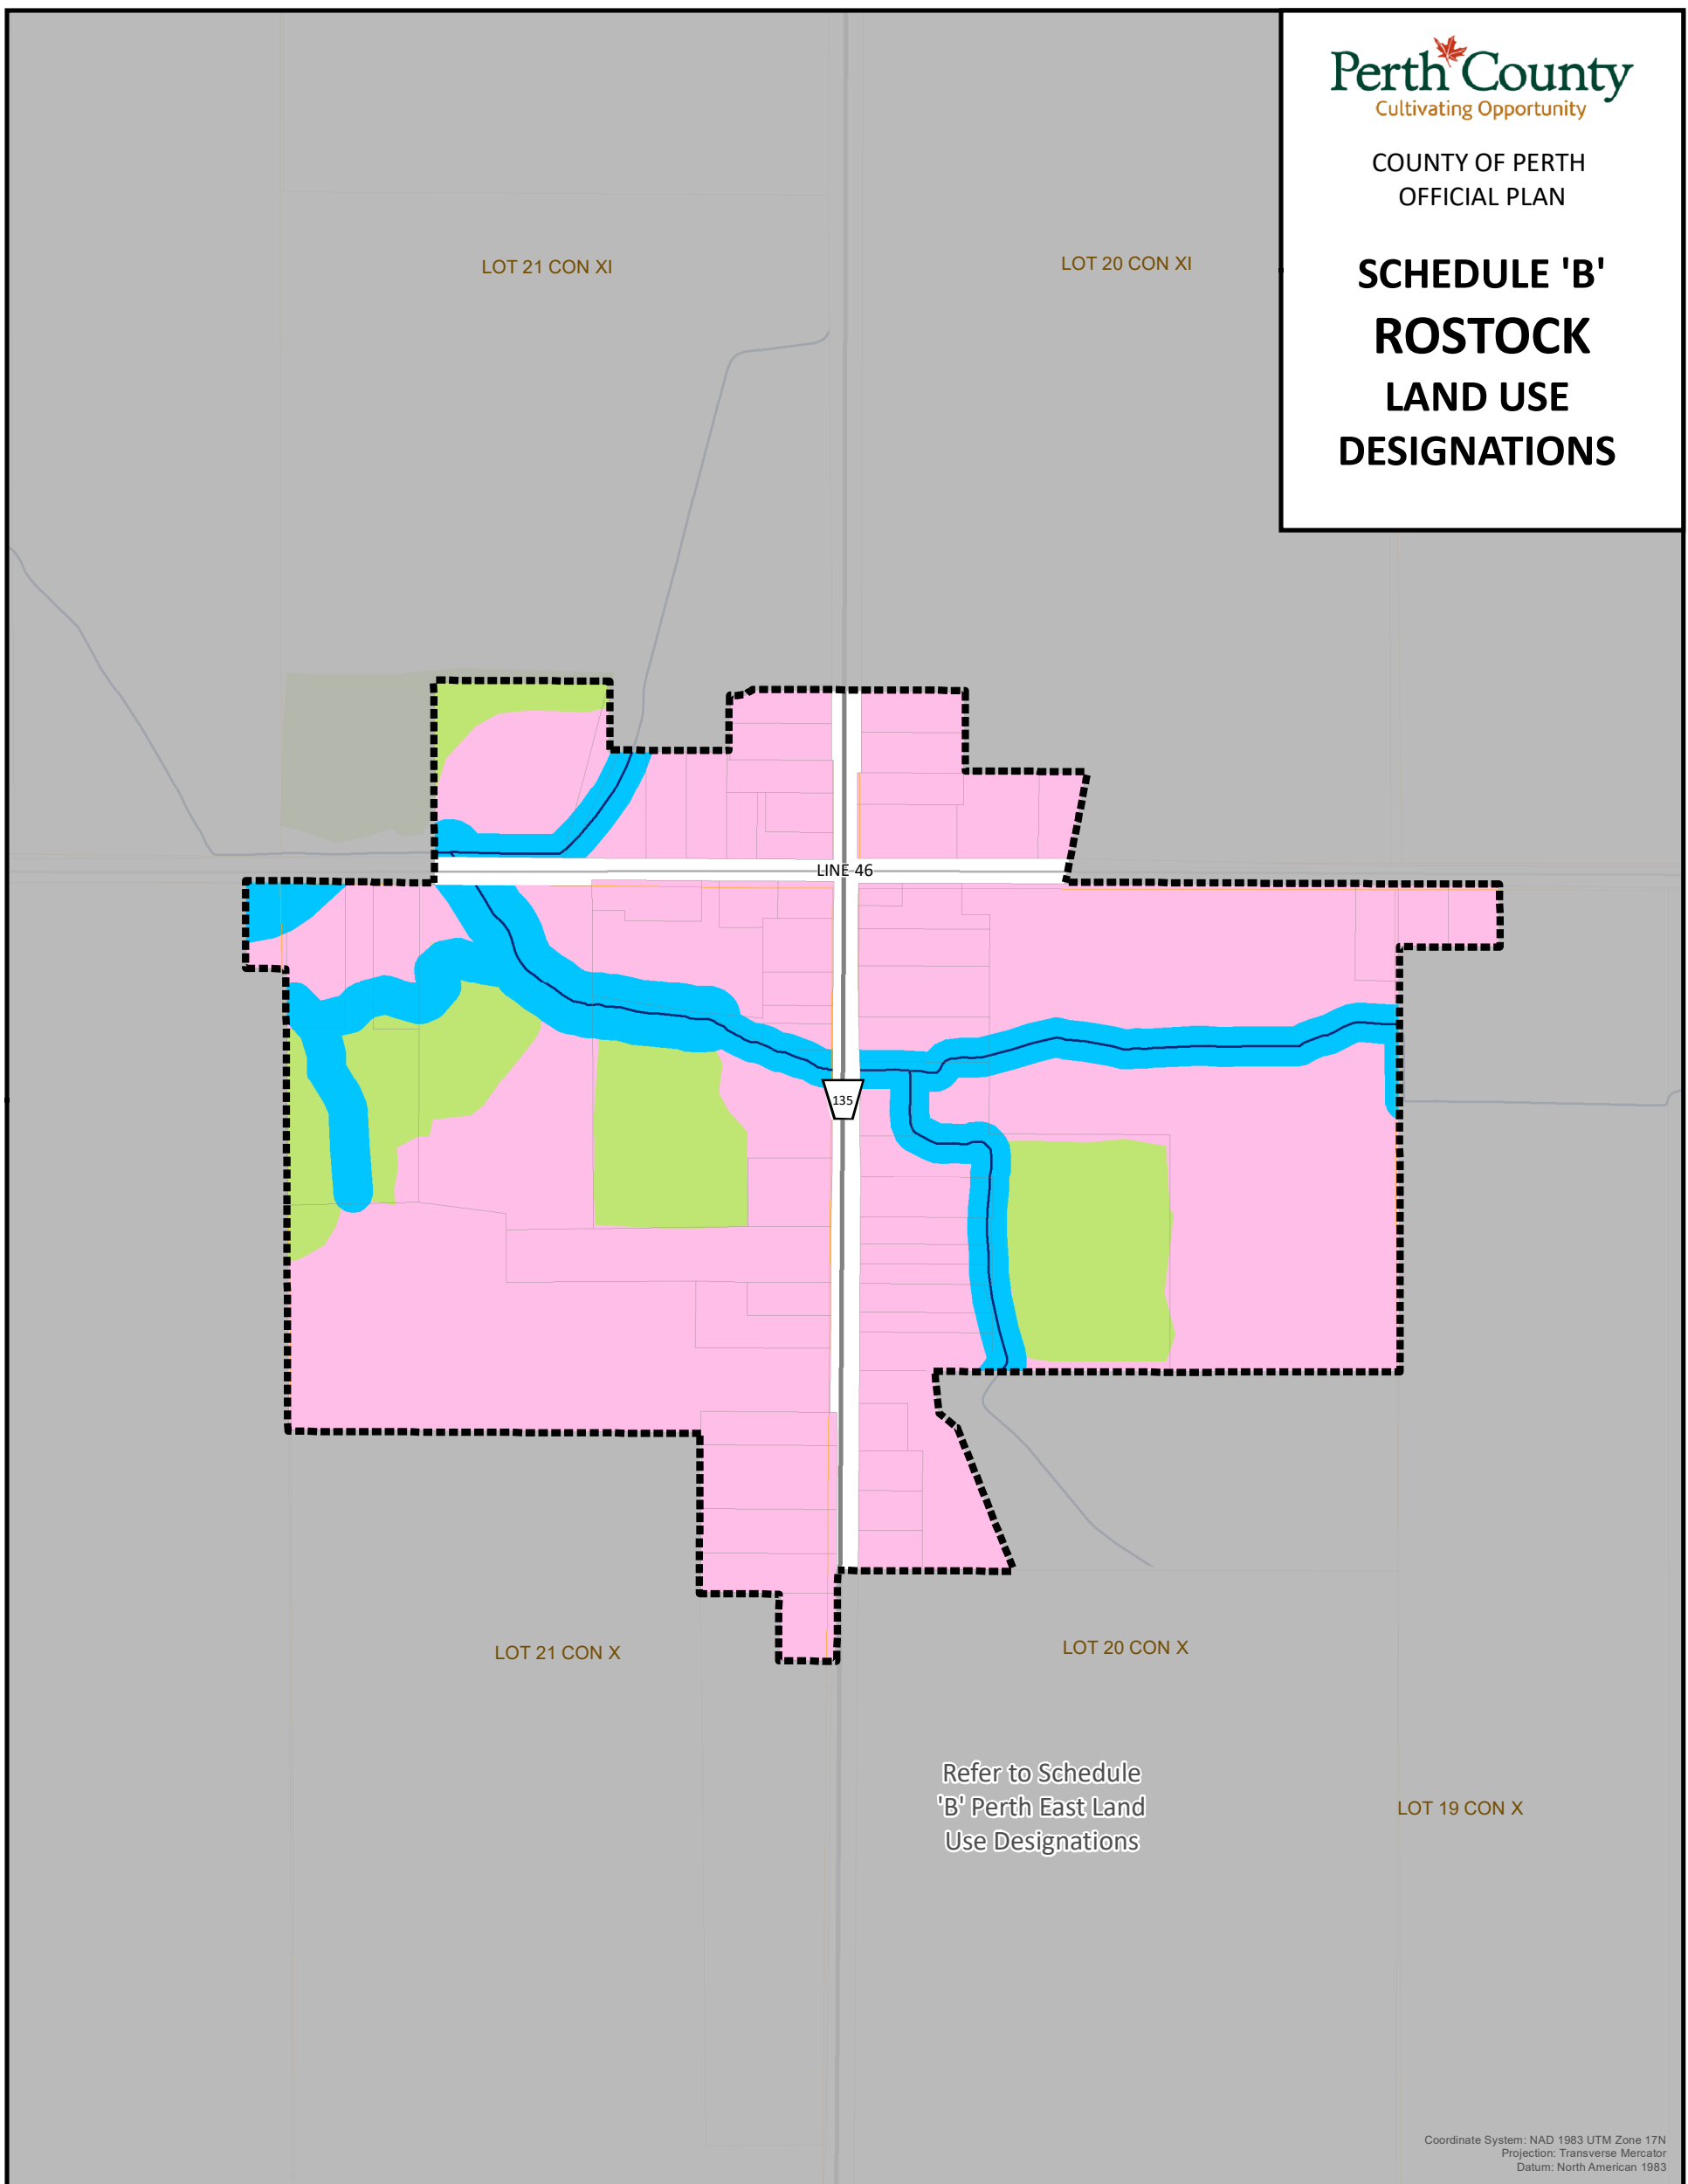 Perth County
Cultivating Opportunity
COUNTY OF PERTH
OFFICIAL PLAN
SCHEDULE 'B'
ROSTOCK
LAND USE
DESIGNATIONS
LOT 21 CON XI
LOT 20 CON XI
LINE 46
135
LOT 21 CON X
LOT 20 CON X
Refer to Schedule
'B' Perth East Land
Use Designations
LOT 19 CON X
Coordinate System: NAD 1983 UTM Zone 17N
Projection: Transverse Mercator
Datum: North American 1983